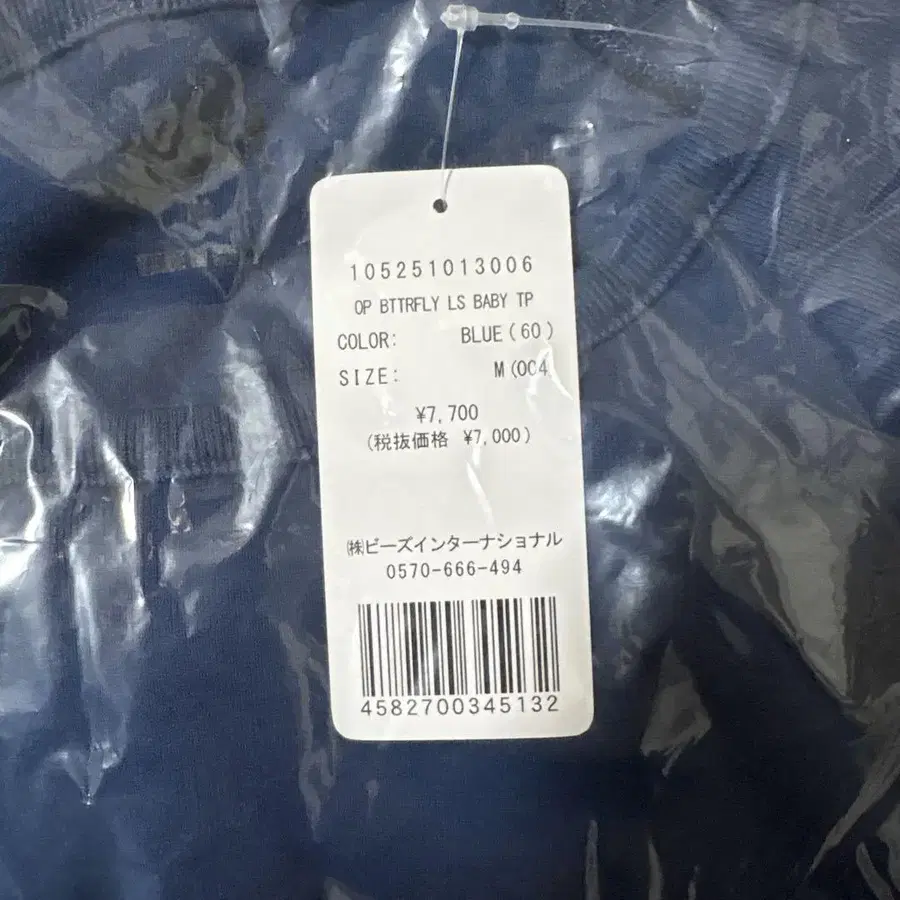 105251013006
OP BTTRFLY LS BABY TP
COLOR: BLUE(60)
SIZE: M(004
¥7,700
(税抜価格 ¥7,000)
㈱ビーズインターナショナル
0570-666-494
4582700345132